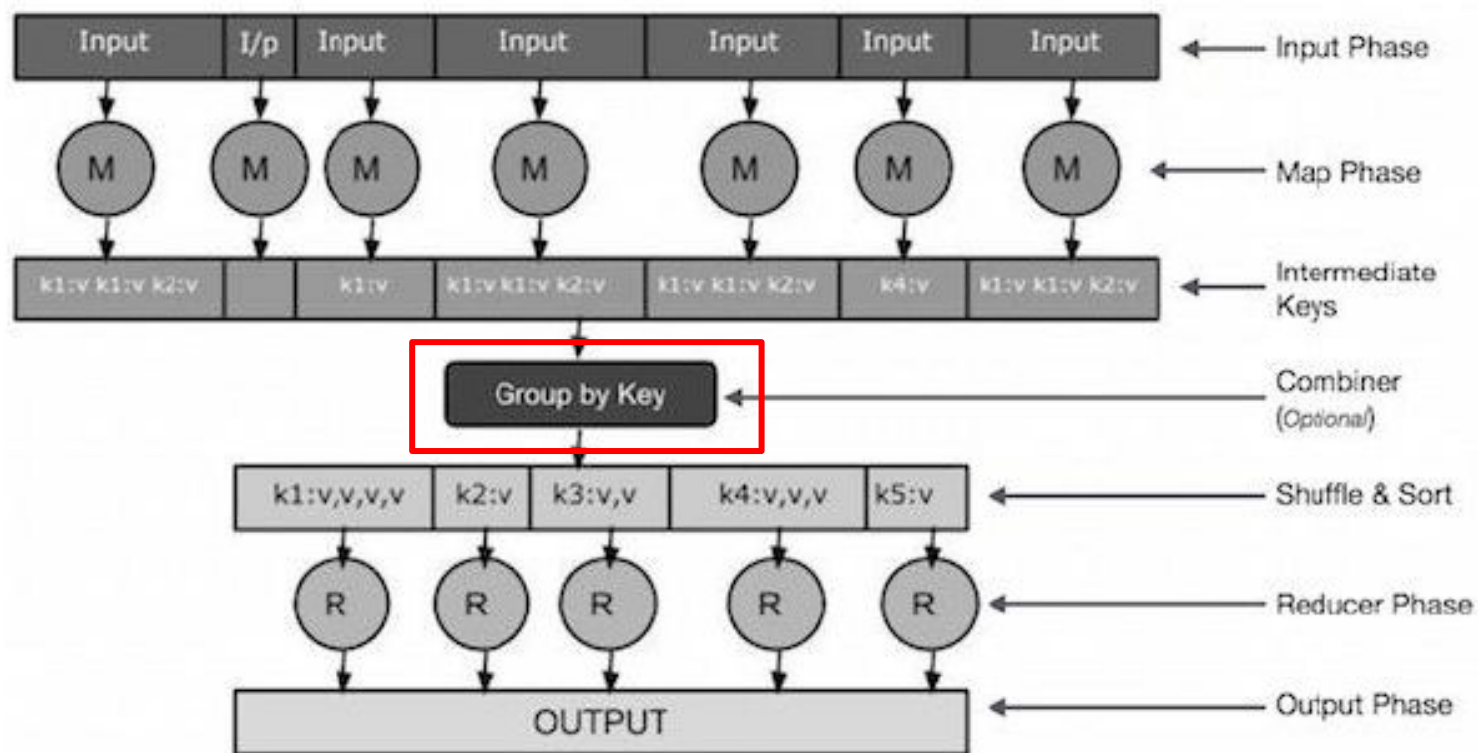 Input I/p Input Input Input Input Input
Input Phase
M M M M M M M
Map Phase
k1:v k1:v k2:v k1:v k1:v k1:v k2:v k1:v k1:v k2:v k4:v k1:v k1:v k2:v
Intermediate
Keys
Group by Key
Combiner
(Optional)
k1:v,v,v,v k2:v k3:v,v k4:v,v,v k5:v
Shuffle & Sort
R R R R R
Reducer Phase
OUTPUT
Output Phase